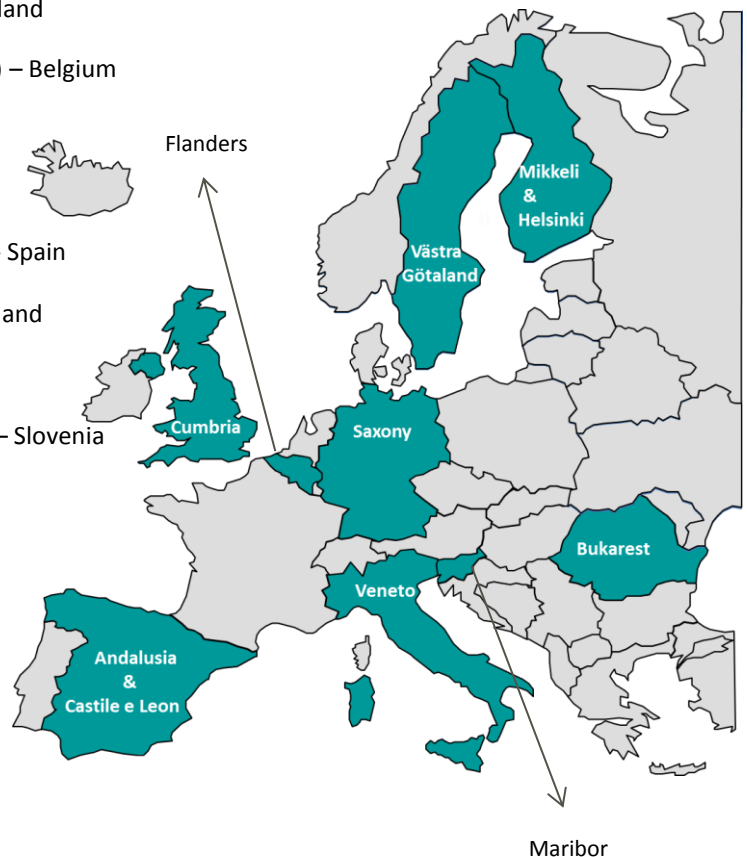 land
– Belgium
Flanders
Mikkeli
&
Helsinki
Spain
Västra
Götaland
and
Cumbria
– Slovenia
Saxony
Bukarest
Veneto
Andalusia
&
Castile e Leon
Maribor